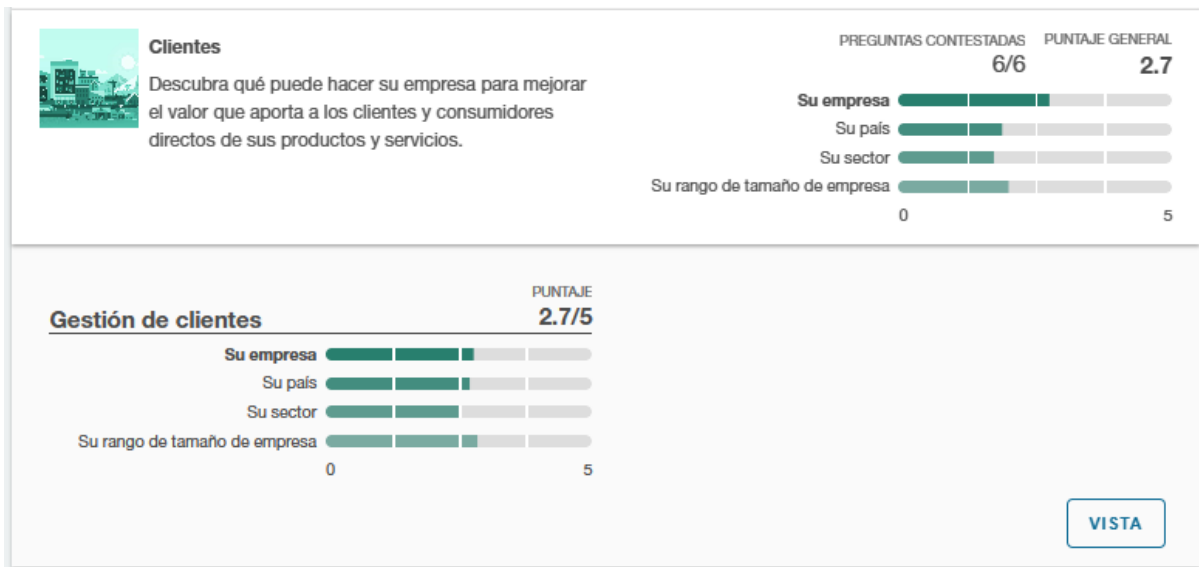 Clientes
Descubra qué puede hacer su empresa para mejorar
el valor que aporta a los clientes y consumidores
directos de sus productos y servicios.
PREGUNTAS CONTESTADAS
6/6
PUNTAJE GENERAL
2.7
Su empresa
Su país
Su sector
Su rango de tamaño de empresa
0 5
Gestión de clientes
PUNTAJE
2.7/5
Su empresa
Su país
Su sector
Su rango de tamaño de empresa
0 5
VISTA